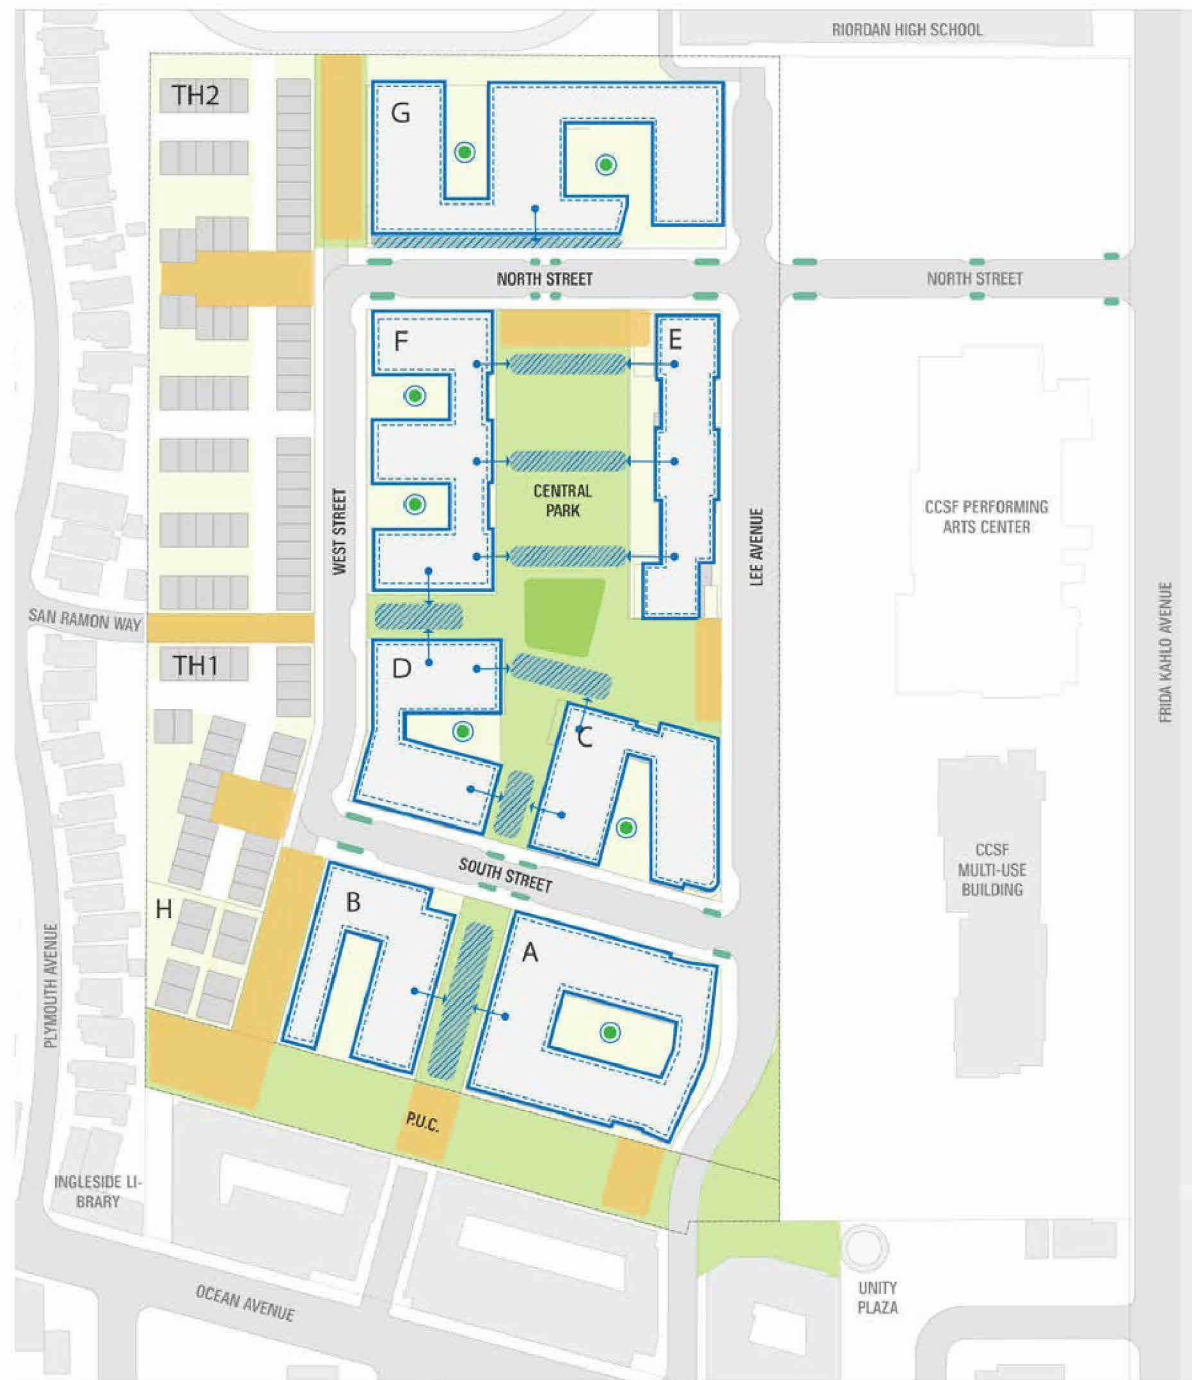 RIORDAN HIGH SCHOOL
TH2
G
NORTH STREET
NORTH STREET
F
E
CENTRAL
PARK
WEST STREET
LEE AVENUE
CCSF PERFORMING
ARTS CENTER
SAN RAMON WAY
FRIDA KAHLO AVENUE
TH1
D
C
SOUTH STREET
CCSF
MULTI-USE
BUILDING
H
B
A
PLYMOUTH AVENUE
P.U.C.
INGLESIDE LI-
BRARY
OCEAN AVENUE
UNITY
PLAZA